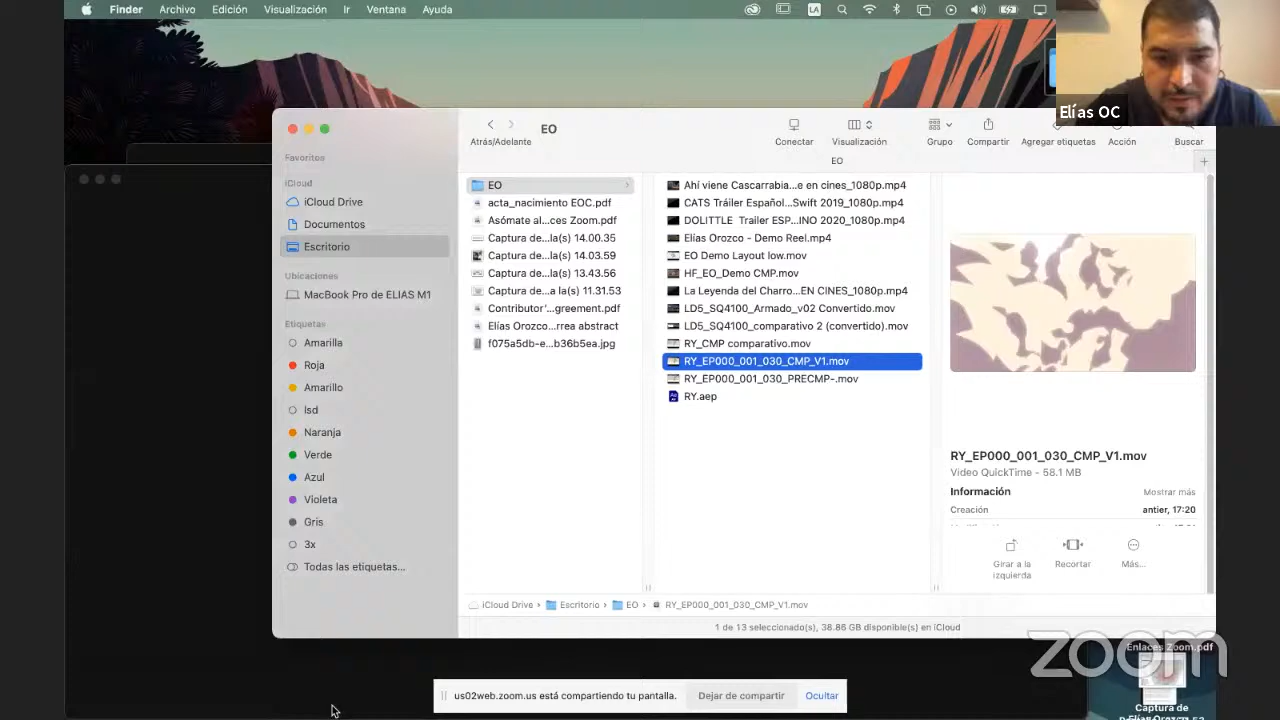 Finder Archivo Edición Visualización Ir Ventana Ayuda LA
Elías OC
EO
Atrás/Adelante Conectar Visualización Grupo Compartir Agregar etiquetas Acción Buscar
EO
Favoritos
iCloud
iCloud Drive
Documentos
Escritorio
Ubicaciones
MacBook Pro de ELIAS M1
Etiquetas
Amarilla
Roja
Amarillo
lsd
Naranja
Verde
Azul
Violeta
Gris
3x
Todas las etiquetas...
EO
acta_nacimiento EOC.pdf
Asómate al...ces Zoom.pdf
Captura de...la(s) 14.00.35
Captura de...la(s) 14.03.59
Captura de...la(s) 13.43.56
Captura de...a la(s) 11.31.53
Contributor'...greement.pdf
Elías Orozco...rrea abstract
f075a5db-e...b36b5ea.jpg
Ahí viene Cascarrabia...e en cines_1080p.mp4
CATS Tráiler Español...Swift 2019_1080p.mp4
DOLITTLE Trailer ESP...INO 2020_1080p.mp4
Elías Orozco - Demo Reel.mp4
EO Demo Layout low.mov
HF_EO_Demo CMP.mov
La Leyenda del Charro...EN CINES_1080p.mp4
LD5_SQ4100_Armado_v02 Convertido.mov
LD5_SQ4100_comparativo 2 (convertido).mov
RY_CMP comparativo.mov
RY_EP000_001_030_CMP_V1.mov
RY_EP000_001_030_PRECMP-.mov
RY.aep
RY_EP000_001_030_CMP_V1.mov
Video QuickTime - 58.1 MB
Información Mostrar más
Creación antier, 17:20
Girar a la
izquierda
Recortar
Más...
iCloud Drive › Escritorio › EO › RY_EP000_001_030_CMP_V1.mov
1 de 13 seleccionado(s), 38.86 GB disponible(s) en iCloud
zoom
Enlaces Zoom.pdf
us02web.zoom.us está compartiendo tu pantalla. Dejar de compartir Ocultar
Captura de